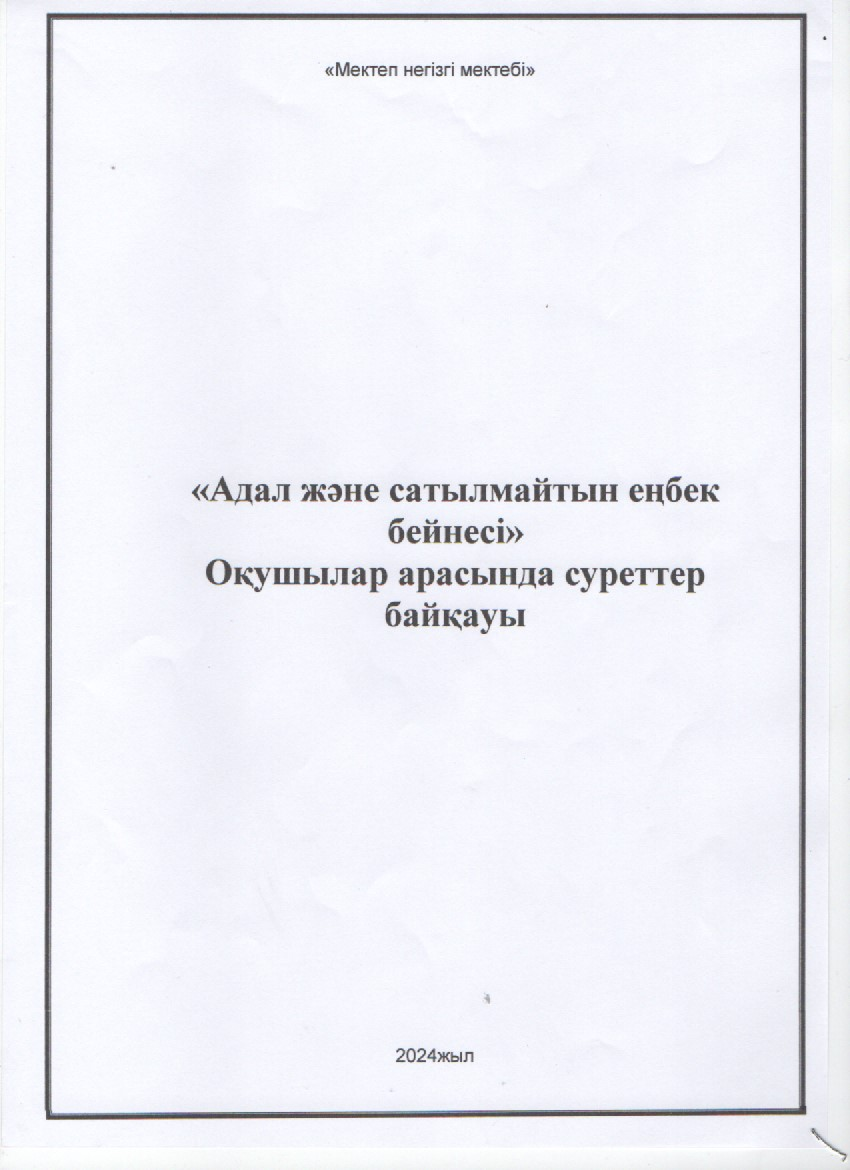 «Мектеп негізгі мектебі»
«Адал және сатылмайтын еңбек
бейнесі»
Оқушылар арасында суреттер
байқауы
2024жыл